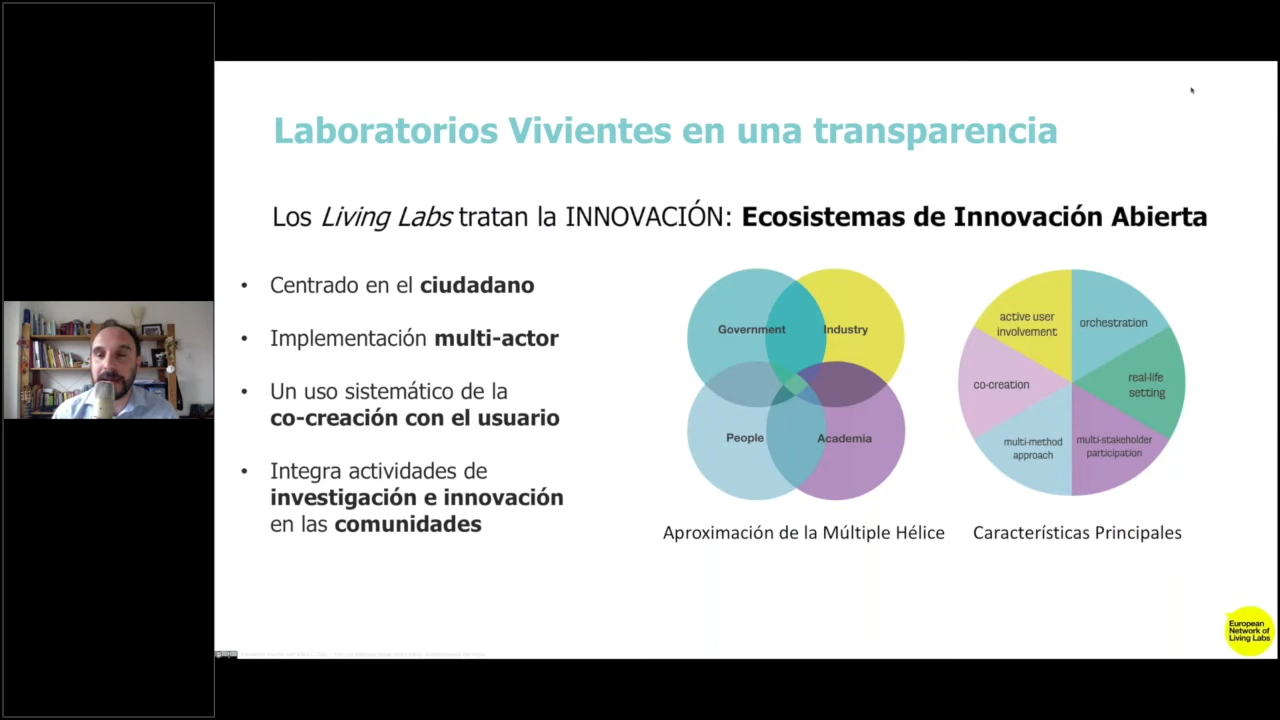 Laboratorios Vivientes en una transparencia
Los Living Labs tratan la INNOVACIÓN: Ecosistemas de Innovación Abierta
• Centrado en el ciudadano
• Implementación multi-actor
• Un uso sistemático de la
co-creación con el usuario
• Integra actividades de
investigación e innovación
en las comunidades
Government
Industry
People
Academia
Aproximación de la Múltiple Hélice
active user
involvement
orchestration
co-creation
real-life
setting
multi-method
approach
multi-stakeholder
participation
Características Principales
European
Network of
Living Labs